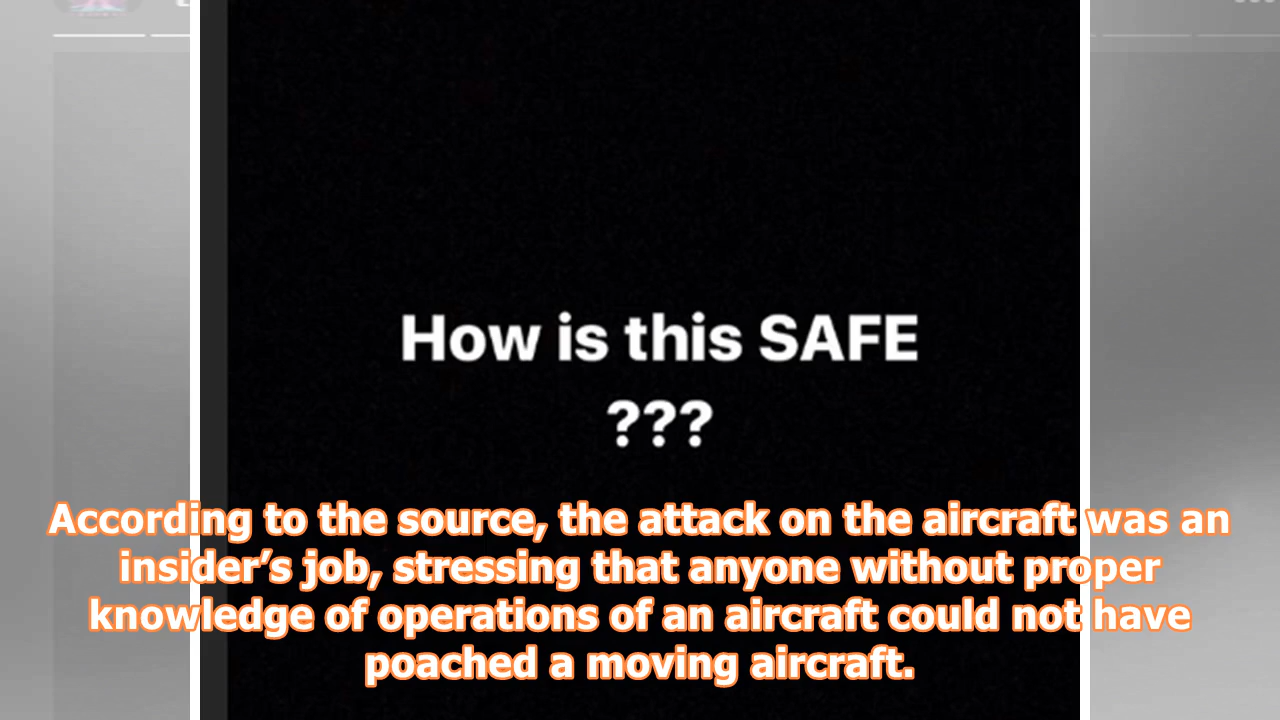 How is this SAFE
???
According to the source, the attack on the aircraft was an
insider’s job, stressing that anyone without proper
knowledge of operations of an aircraft could not have
poached a moving aircraft.